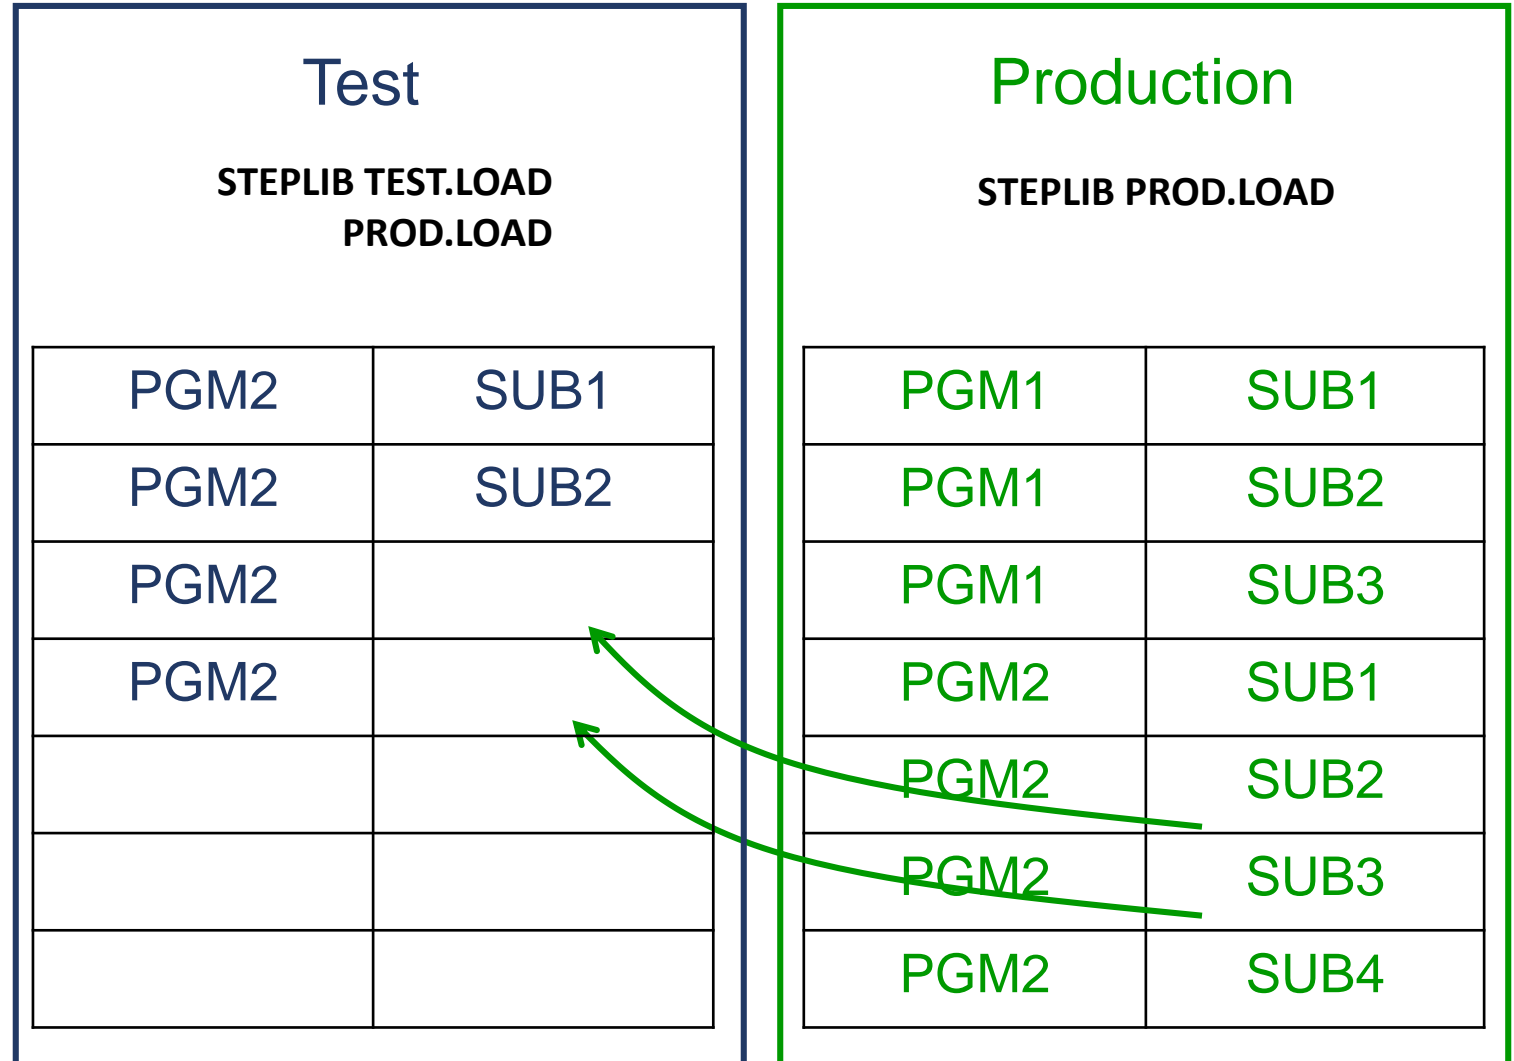 Test
STEPLIB TEST.LOAD
PROD.LOAD
PGM2 SUB1
PGM2 SUB2
PGM2
PGM2
Production
STEPLIB PROD.LOAD
PGM1 SUB1
PGM1 SUB2
PGM1 SUB3
PGM2 SUB1
PGM2 SUB2
PGM2 SUB3
PGM2 SUB4